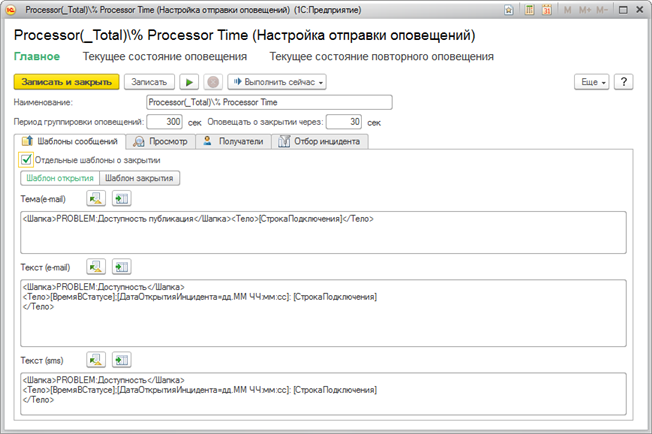 Processor(_Total)\% Processor Time (Настройка отправки оповещений) (1С:Предприятие)
M M+ M-
Processor(_Total)\% Processor Time (Настройка отправки оповещений)
Главное Текущее состояние оповещения Текущее состояние повторного оповещения
Записать и закрыть Записать Выполнить сейчас Еще ?
Наименование: Processor(_Total)\% Processor Time
Период группировки оповещений: 300 сек Оповещать о закрытии через: 30 сек
Шаблоны сообщений Просмотр Получатели Отбор инцидента
Отдельные шаблоны о закрытии
Шаблон открытия Шаблон закрытия
Тема(e-mail)
<Шапка>PROBLEM:Доступность публикация</Шапка><Тело>[СтрокаПодключения]</Тело>
Текст (e-mail)
<Шапка>PROBLEM:Доступность</Шапка>
<Тело>[ВремяВСтатусе];[ДатаОткрытияИнцидента=дд.ММ ЧЧ:мм:сс]: [СтрокаПодключения]
</Тело>
Текст (sms)
<Шапка>PROBLEM:Доступность</Шапка>
<Тело>[ВремяВСтатусе];[ДатаОткрытияИнцидента=дд.ММ ЧЧ:мм:сс]: [СтрокаПодключения]
</Тело>